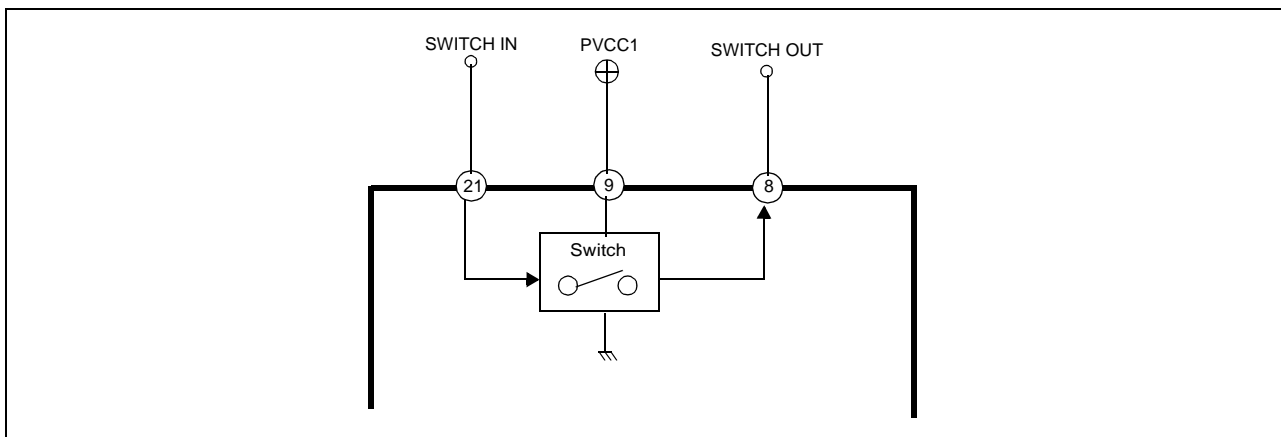 SWITCH IN
PVCC1
SWITCH OUT
21
9
8
Switch